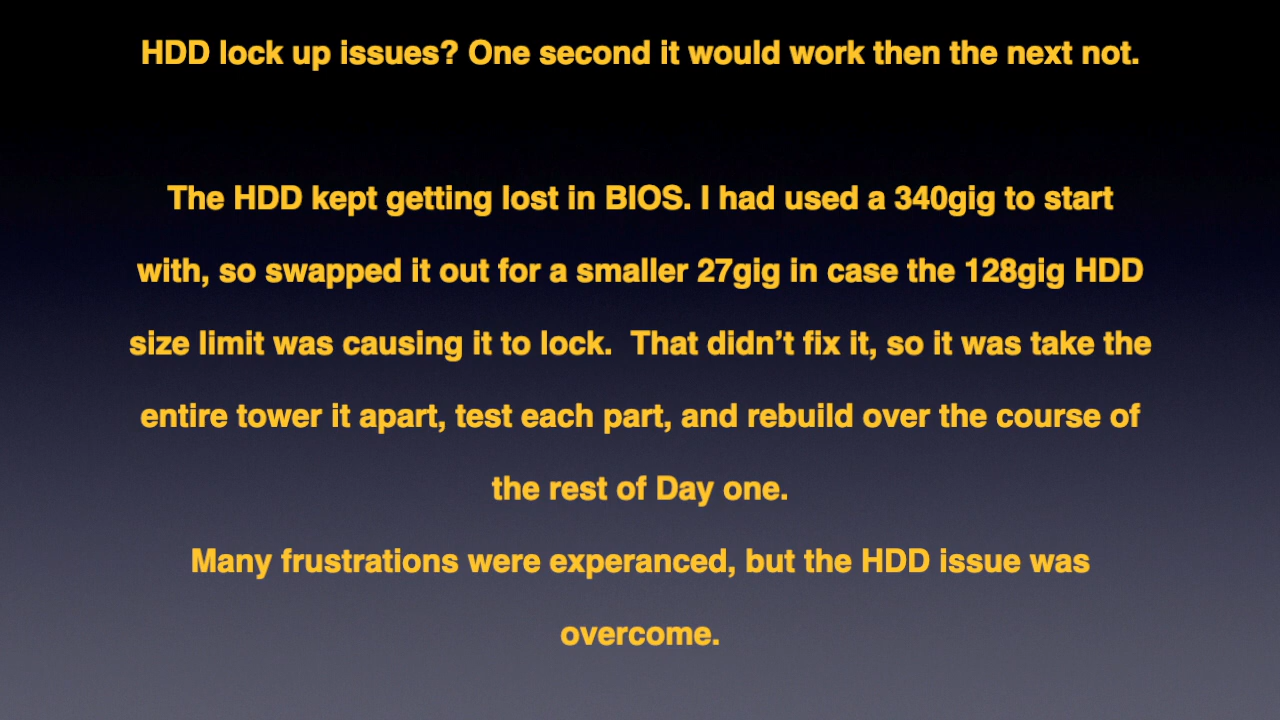 HDD lock up issues? One second it would work then the next not.
The HDD kept getting lost in BIOS. I had used a 340gig to start
with, so swapped it out for a smaller 27gig in case the 128gig HDD
size limit was causing it to lock.  That didn’t fix it, so it was take the
entire tower it apart, test each part, and rebuild over the course of
the rest of Day one.
Many frustrations were experanced, but the HDD issue was
overcome.